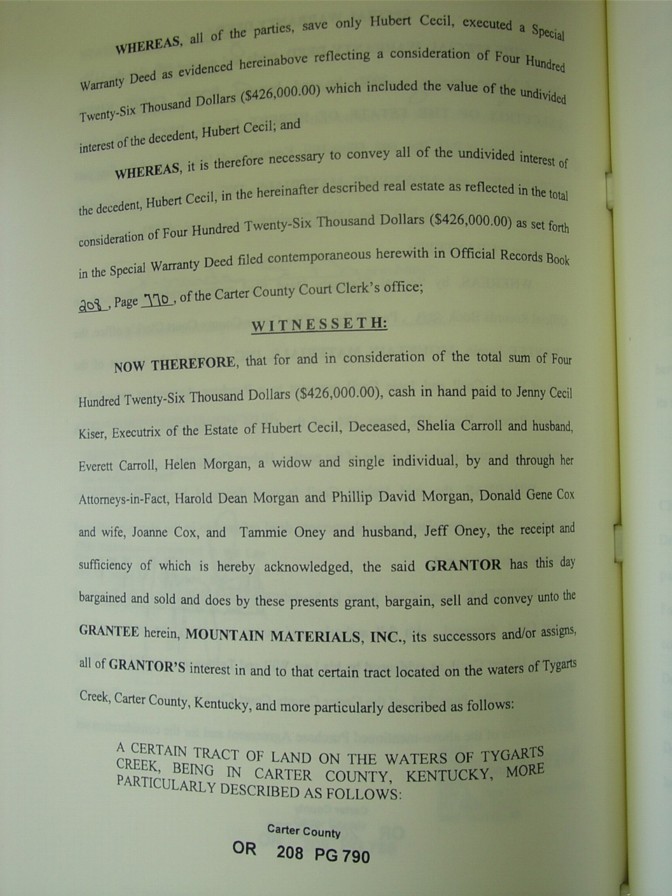 WHEREAS, all of the parties, save only Hubert Cecil, executed a Special
Warranty Deed as evidenced hereinabove reflecting a consideration of Four Hundred
Twenty-Six Thousand Dollars ($426,000.00) which included the value of the undivided
interest of the decedent, Hubert Cecil; and
WHEREAS, it is therefore necessary to convey all of the undivided interest of
the decedent, Hubert Cecil, in the hereinafter described real estate as reflected in the total
consideration of Four Hundred Twenty-Six Thousand Dollars ($426,000.00) as set forth
in the Special Warranty Deed filed contemporaneous herewith in Official Records Book
208, Page 770, of the Carter County Court Clerk's office;
WITNESSETH:
NOW THEREFORE, that for and in consideration of the total sum of Four
Hundred Twenty-Six Thousand Dollars ($426,000.00), cash in hand paid to Jenny Cecil
Kiser, Executrix of the Estate of Hubert Cecil, Deceased, Shelia Carroll and husband,
Everett Carroll, Helen Morgan, a widow and single individual, by and through her
Attorneys-in-Fact, Harold Dean Morgan and Phillip David Morgan, Donald Gene Cox
and wife, Joanne Cox, and Tammie Oney and husband, Jeff Oney, the receipt and
sufficiency of which is hereby acknowledged, the said GRANTOR has this day
bargained and sold and does by these presents grant, bargain, sell and convey unto the
GRANTEE herein, MOUNTAIN MATERIALS, INC., its successors and/or assigns,
all of GRANTOR'S interest in and to that certain tract located on the waters of Tygarts
Creek, Carter County, Kentucky, and more particularly described as follows:
A CERTAIN TRACT OF LAND ON THE WATERS OF TYGARTS
CREEK, BEING IN CARTER COUNTY, KENTUCKY, MORE
PARTICULARLY DESCRIBED AS FOLLOWS:
Carter County
OR 208 PG 790